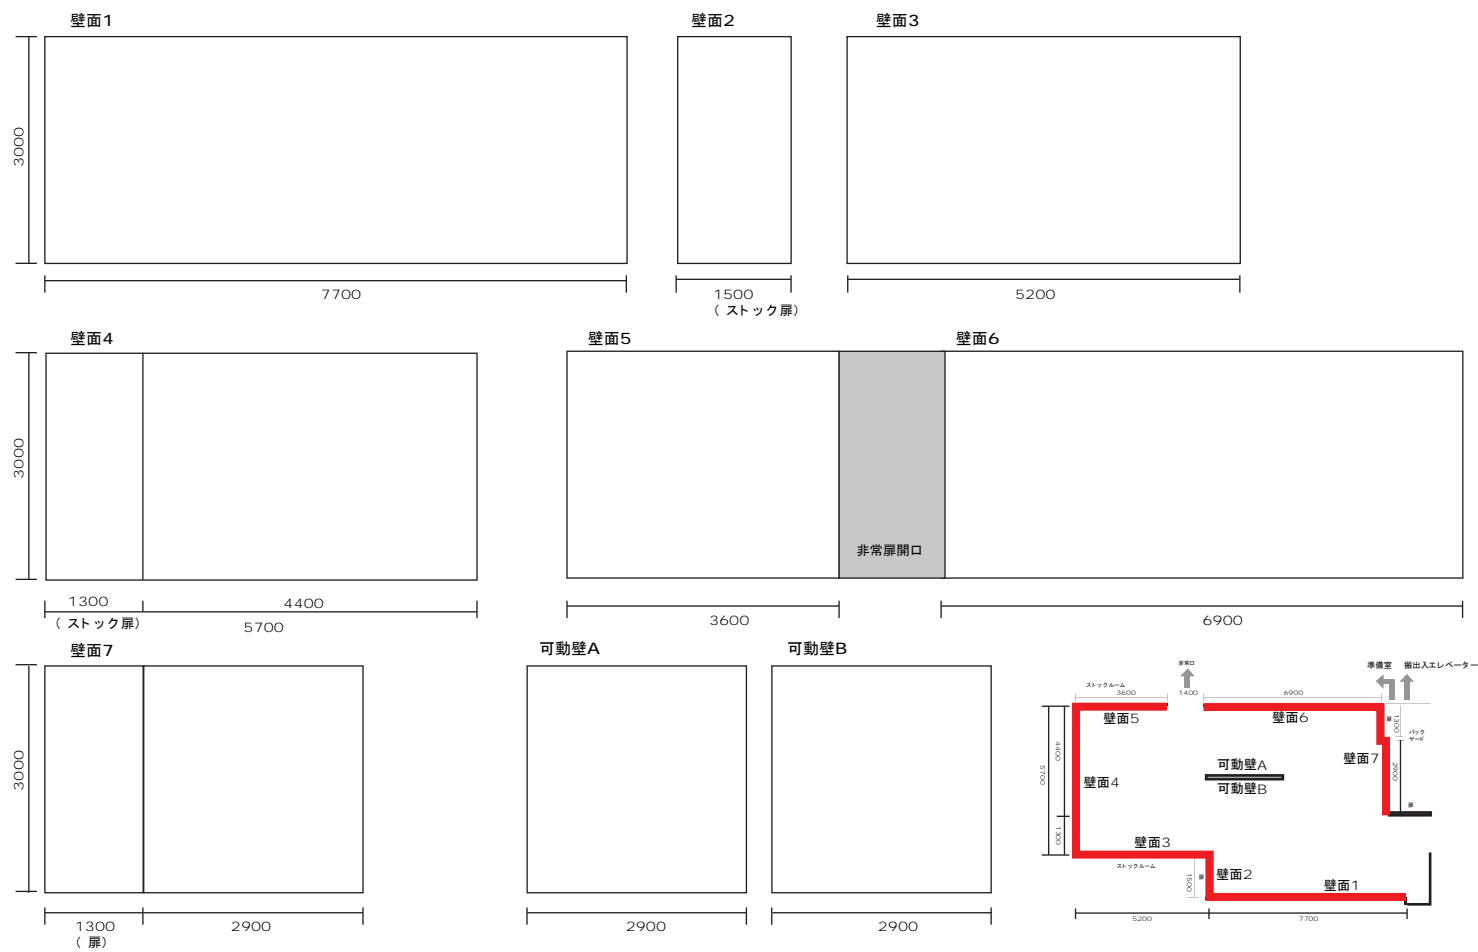 壁面1
壁面2
壁面3
3000
7700
1500
（ ストック扉）
5200
壁面4
壁面5
壁面6
3000
非常扉開口
1300
4400
（ ストック扉）
5700
3600
6900
壁面7
可動壁A
可動壁B
3000
1300
2900
（ 扉）
2900
2900
非常口
準備室
搬出入エレベーター
ストックルーム
3600
1400
6900
壁面5
壁面6
扉
1300
バック
ヤード
4400
5700
壁面4
可動壁A
可動壁B
壁面7
2900
扉
1300
壁面3
ストックルーム
1500
扉
壁面2
壁面1
5200
7700